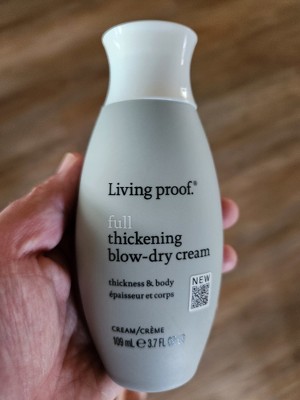 Living proof.®
full
thickening
blow-dry cream
thickness & body
épaisseur et corps
NEW
CREAM/CRÈME
109 mL ℮ 3.7 fl